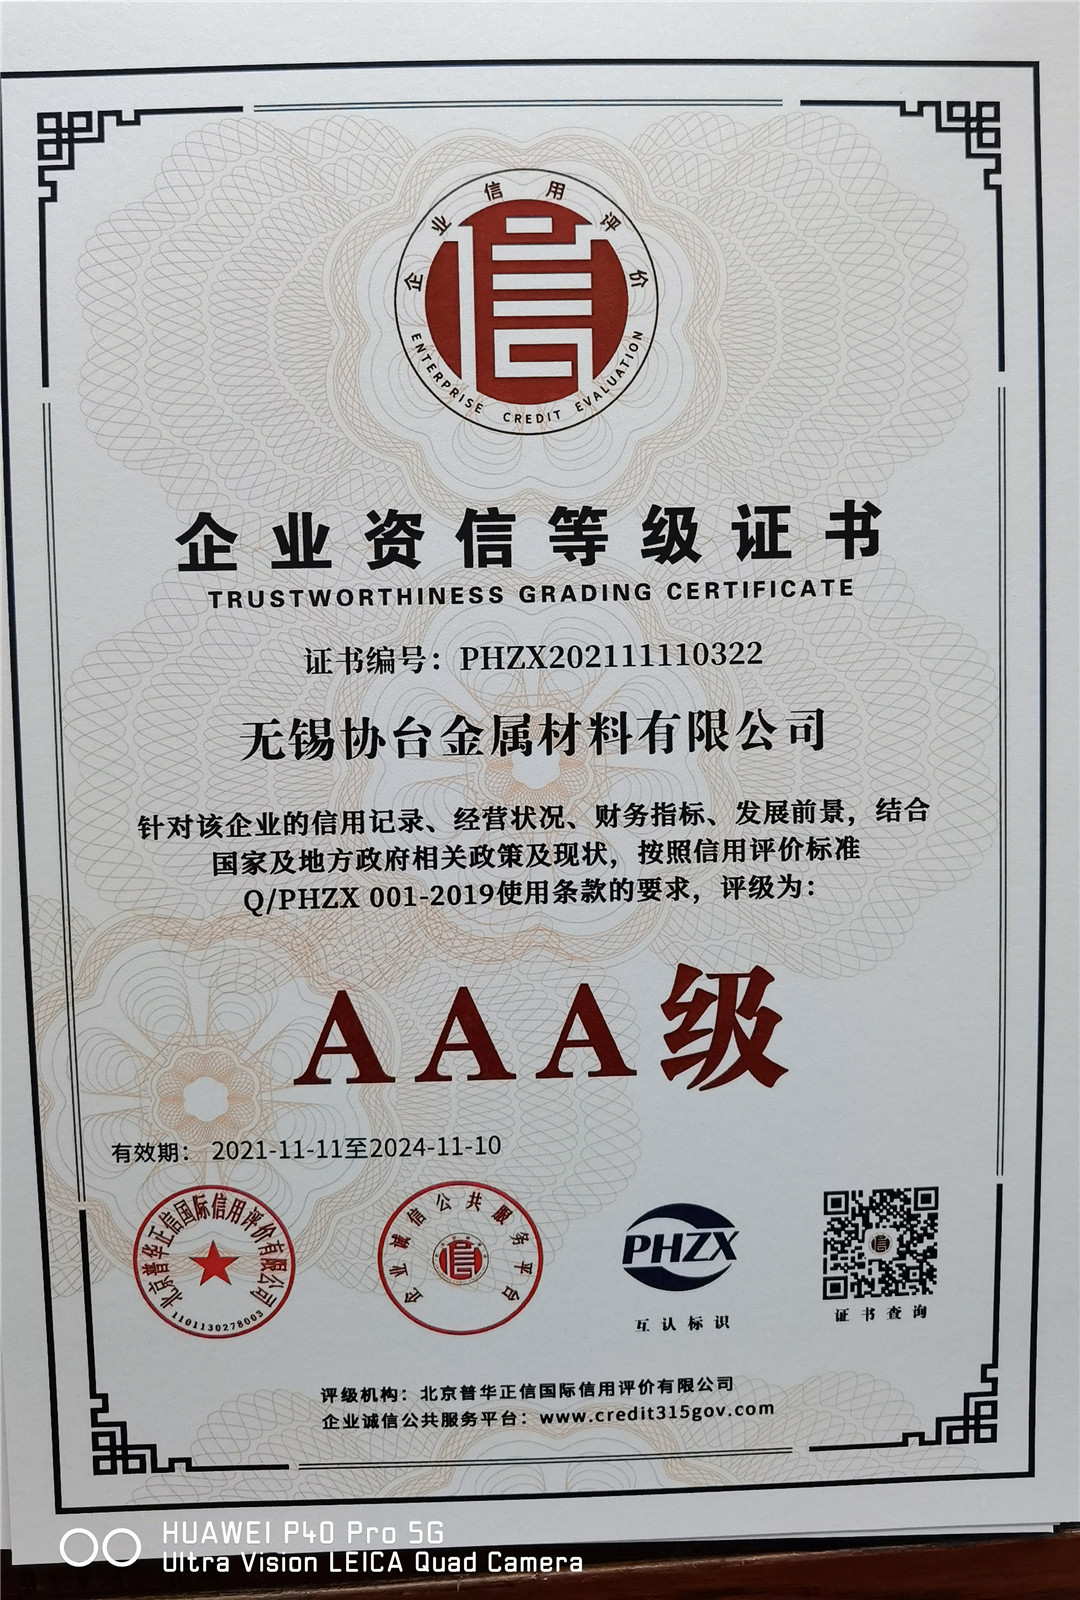 企业信用评价
信
ENTERPRISE CREDIT EVALUATION
企业资信等级证书
TRUSTWORTHINESS GRADING CERTIFICATE
证书编号：PHZX202111110322
无锡协台金属材料有限公司
针对该企业的信用记录、经营状况、财务指标、发展前景，结合
国家及地方政府相关政策及现状，按照信用评价标准
Q/PHZX 001-2019使用条款的要求，评级为：
AAA级
有效期： 2021-11-11至2024-11-10
北京普华正信国际信用评价有限公司
1101130278003
企业诚信公共服务平台
信
PHZX
互认标识
证书查询
评级机构：北京普华正信国际信用评价有限公司
企业诚信公共服务平台：www.credit315gov.com
HUAWEI P40 Pro 5G
Ultra Vision LEICA Quad Camera